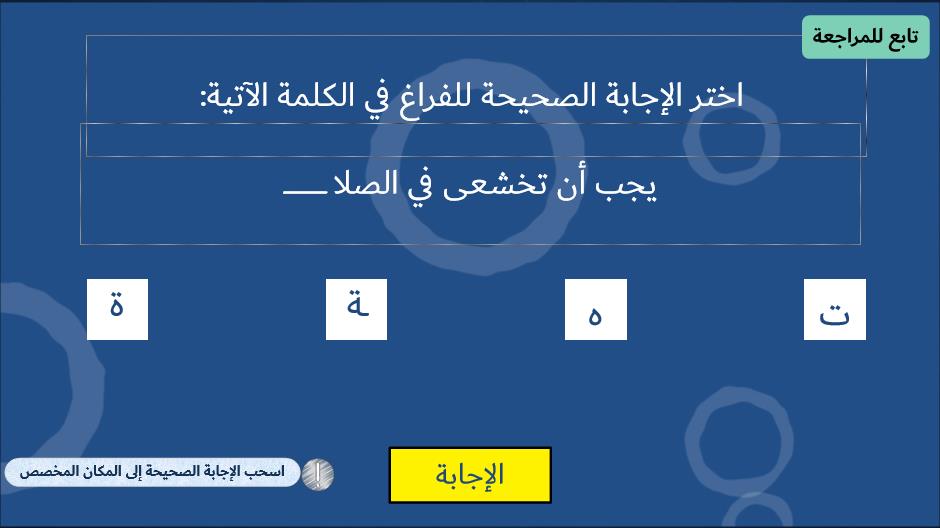 تابع للمراجعة
اختر الإجابة الصحيحة للفراغ في الكلمة الآتية:
يجب أن تخشعى في الصلا ــــ
ت
ه
ـة
ة
الإجابة
اسحب الإجابة الصحيحة إلى المكان المخصص
!